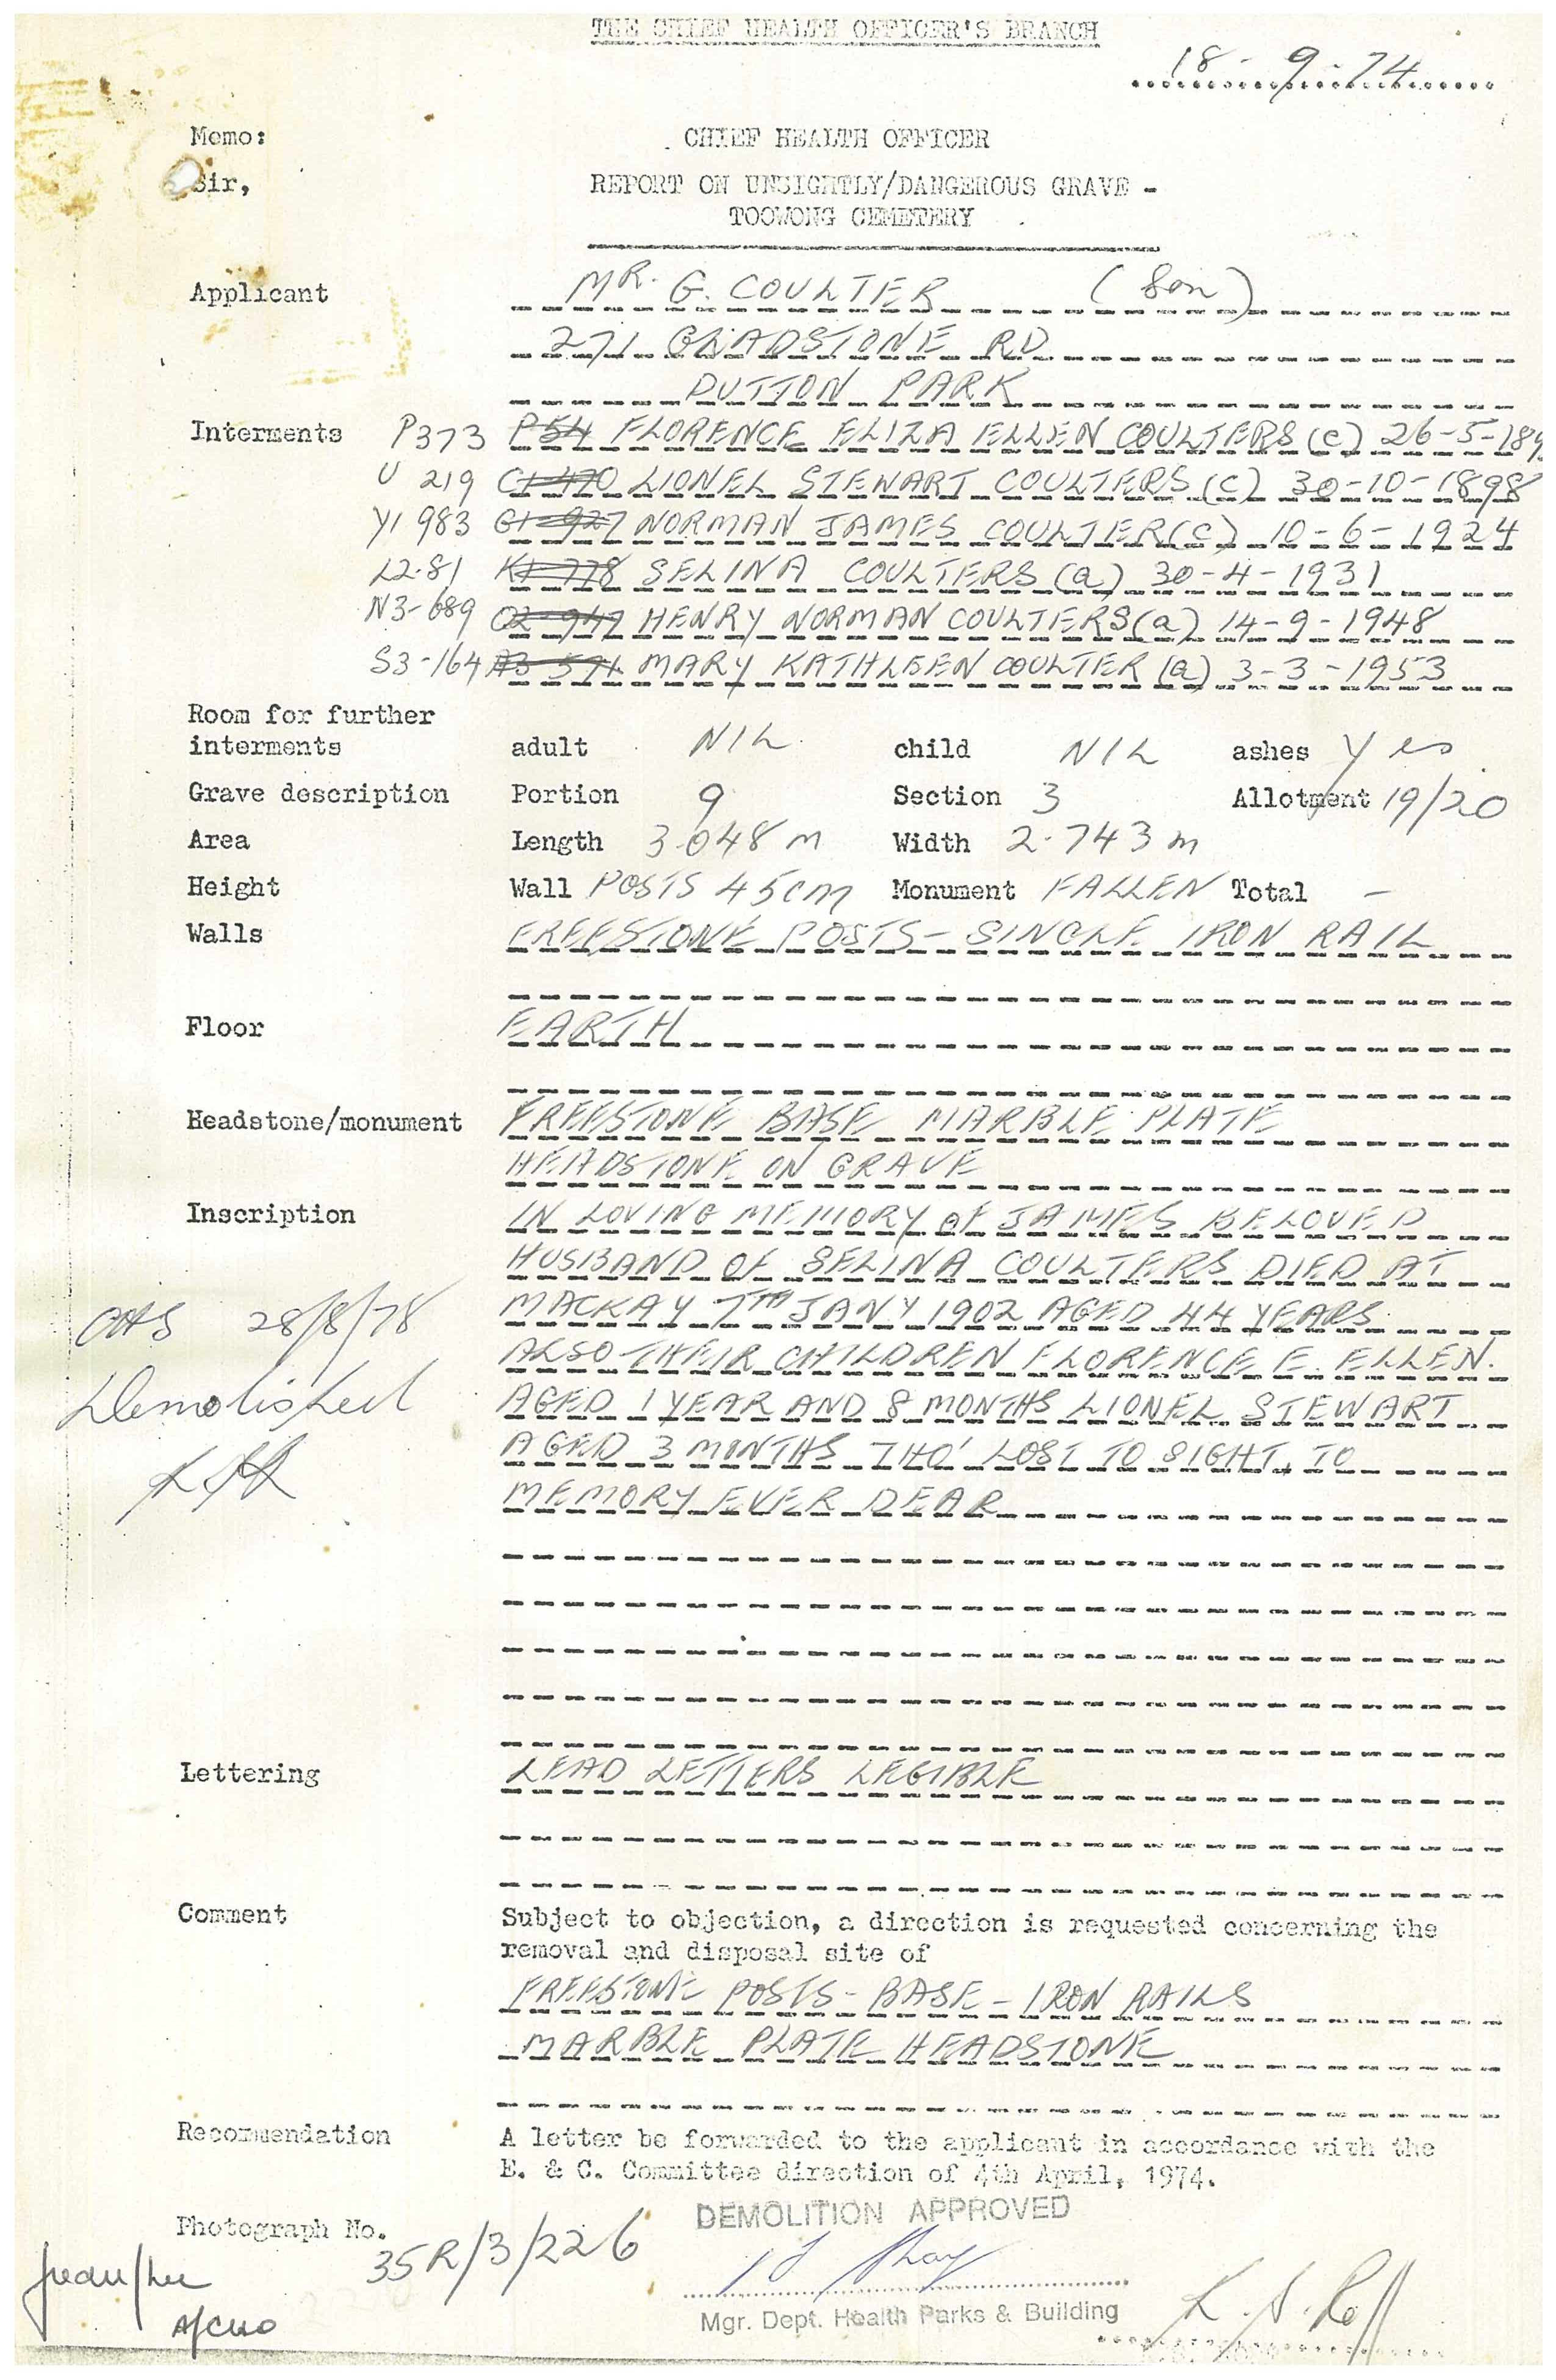 THE CHIEF HEALTH OFFICER'S BRANCH
18-9-74
Memo:
CHIEF HEALTH OFFICER
Sir,
REPORT ON UNSIGHTLY/DANGEROUS GRAVE -
TOOWONG CEMETERY
Applicant MR. G. COULTER (Son)
271 GLADSTONE RD
DUTTON PARK
Interments P373 P54 FLORENCE ELIZA ELLEN COULTERS (c) 26-5-189
U 219 C1-470 LIONEL STEWART COULTERS (c) 30-10-1898
Y1 983 G1-927 NORMAN JAMES COULTER (c) 10-6-1924
L2-81 K1-778 SELINA COULTERS (a) 30-4-1931
N3-689 O2-947 HENRY NORMAN COULTERS (a) 14-9-1948
S3-164 A3-571 MARY KATHLEEN COULTER (a) 3-3-1953
Room for further
interments adult NIL child NIL ashes Yes
Grave description Portion 9 Section 3 Allotment 19/20
Area Length 3.048 m Width 2.743 m
Height Wall POSTS 45cm Monument FALLEN Total -
Walls FREESTONE POSTS - SINGLE IRON RAIL
Floor EARTH
Headstone/monument FREESTONE BASE MARBLE PLATE
HEADSTONE ON GRAVE
Inscription IN LOVING MEMORY OF JAMES BELOVED
HUSBAND OF SELINA COULTERS DIED AT
MACKAY 7TH JANY 1902 AGED 44 YEARS
ALSO THEIR CHILDREN FLORENCE E. ELLEN.
AGED 1 YEAR AND 8 MONTHS LIONEL STEWART
AGED 3 MONTHS THO' LOST TO SIGHT, TO
MEMORY EVER DEAR
28/8/78
Demolished
Lettering LEAD LETTERS LEGIBLE
Comment Subject to objection, a direction is requested concerning the
removal and disposal site of
FREESTONE POSTS - BASE - IRON RAILS
MARBLE PLATE HEADSTONE
Recommendation A letter be forwarded to the applicant in accordance with the
E. & C. Committee direction of 4th April, 1974.
DEMOLITION APPROVED
Photograph No. 35R/3/226
Mgr. Dept. Health Parks & Building
A/CHO